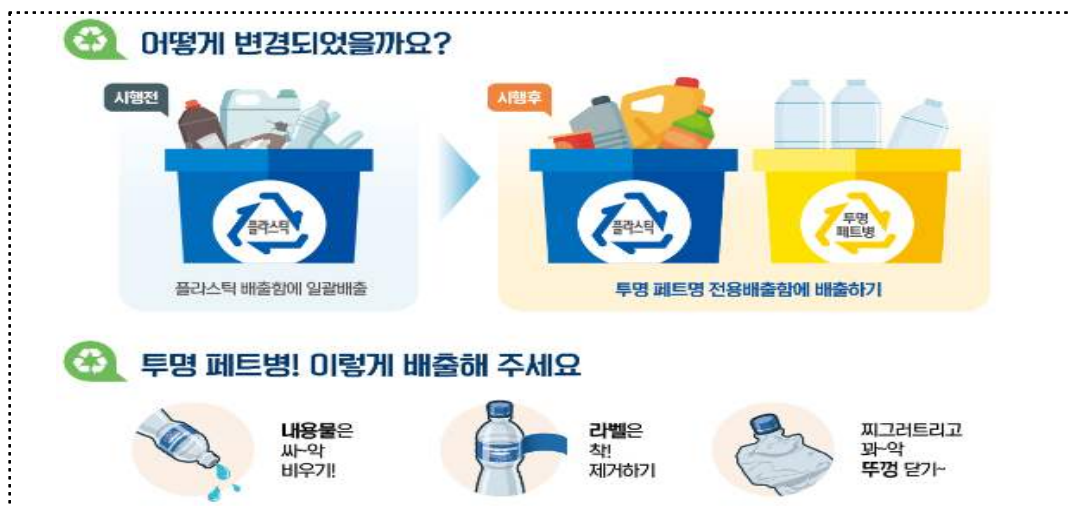 어떻게 변경되었을까요?
시행전
시행후
플라스틱
플라스틱
투명
페트병
플라스틱 배출함에 일괄배출
투명 페트명 전용배출함에 배출하기
투명 페트병! 이렇게 배출해 주세요
내용물은
싸~악
비우기!
라벨은
착!
제거하기
찌그러트리고
꽈~악
뚜껑 닫기~